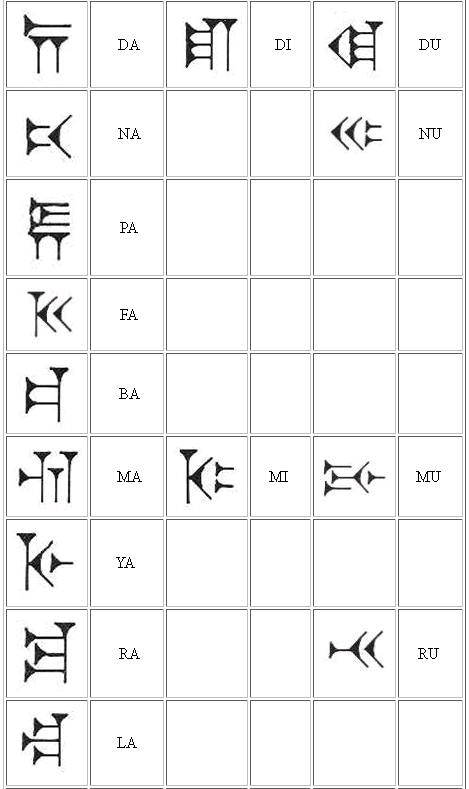 𐎭 DA 𐎮 DI 𐎯 DU
𐎴 NA 𐎵 NU
𐎱 PA
𐎳 FA
𐎲 BA
𐎶 MA 𐎷 MI 𐎸 MU
𐎹 YA
𐎼 RA 𐎽 RU
𐎾 LA